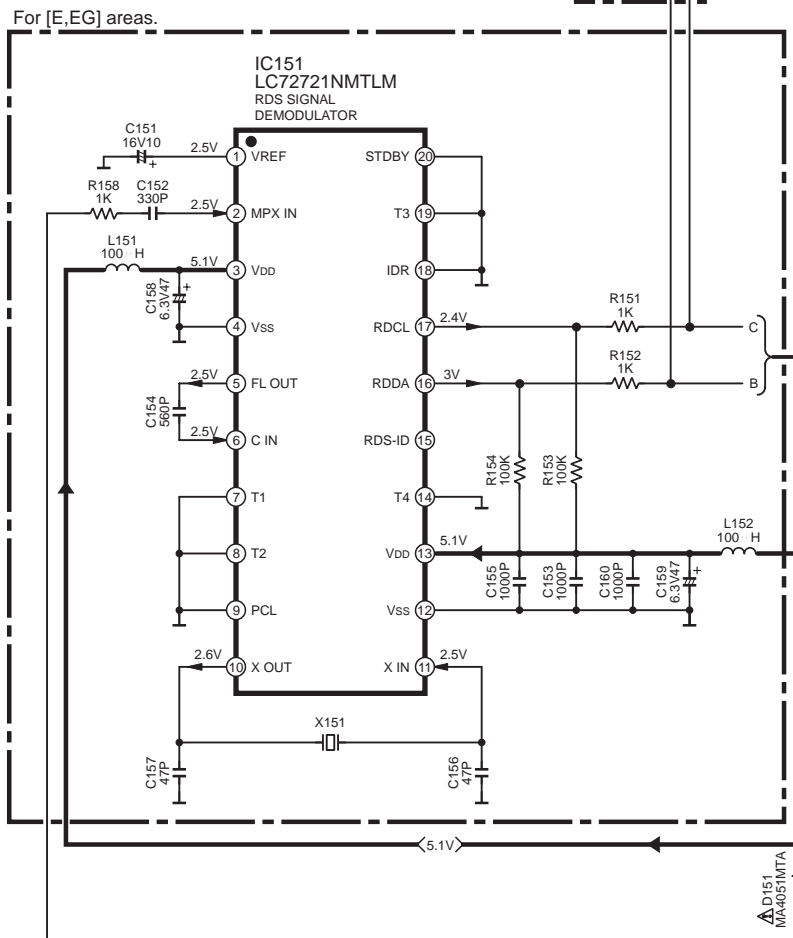 For [E,EG] areas.
IC151
LC72721NMTLM
RDS SIGNAL
DEMODULATOR
C151
16V10
2.5V
1 VREF
STDBY 20
R158
1K
C152
330P
2.5V
2 MPX IN
T3 19
L151
100 H
5.1V
3 VDD
IDR 18
C158
6.3V47
+
+
4 VSS
RDCL 17
2.4V
R151
1K
C
2.5V
5 FL OUT
RDDA 16
3V
R152
1K
B
C154
560P
2.5V
6 C IN
RDS-ID 15
R154
100K
R153
100K
7 T1
T4 14
8 T2
VDD 13
5.1V
L152
100 H
C155
1000P
C153
1000P
C160
1000P
C159
6.3V47
+
9 PCL
VSS 12
2.6V
10 X OUT
X IN 11
2.5V
X151
C157
47P
C156
47P
5.1V
D151
MA4051MTA